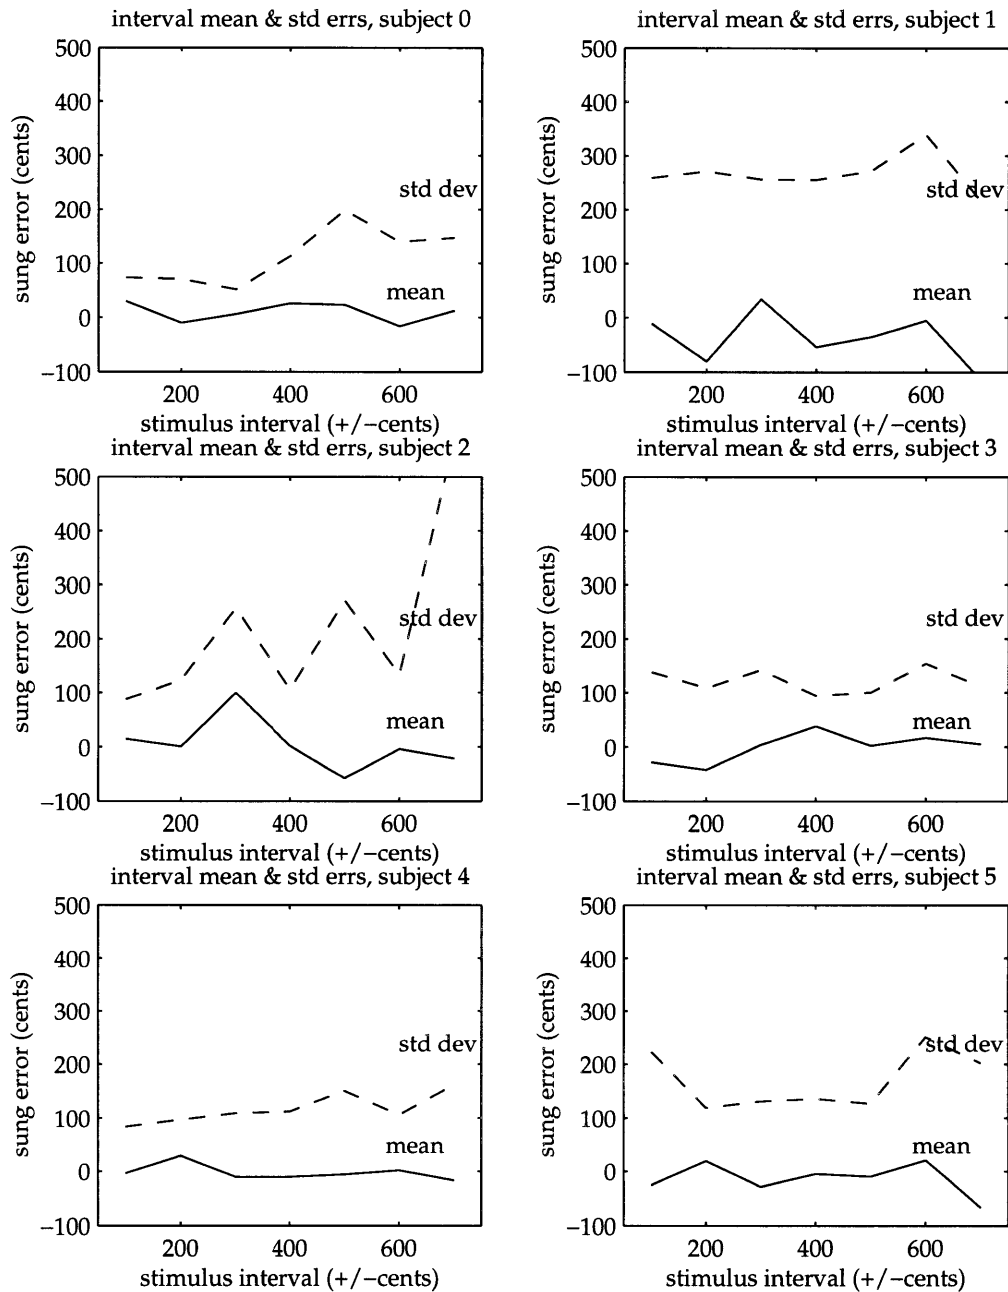 interval mean & std errs, subject 0
500
400
300
200
100
0
−100
sung error (cents)
std dev
mean
200 400 600
stimulus interval (+/−cents)
interval mean & std errs, subject 1
500
400
300
200
100
0
−100
sung error (cents)
std dev
mean
200 400 600
stimulus interval (+/−cents)
interval mean & std errs, subject 2
500
400
300
200
100
0
−100
sung error (cents)
std dev
mean
200 400 600
stimulus interval (+/−cents)
interval mean & std errs, subject 3
500
400
300
200
100
0
−100
sung error (cents)
std dev
mean
200 400 600
stimulus interval (+/−cents)
interval mean & std errs, subject 4
500
400
300
200
100
0
−100
sung error (cents)
std dev
mean
200 400 600
stimulus interval (+/−cents)
interval mean & std errs, subject 5
500
400
300
200
100
0
−100
sung error (cents)
std dev
mean
200 400 600
stimulus interval (+/−cents)